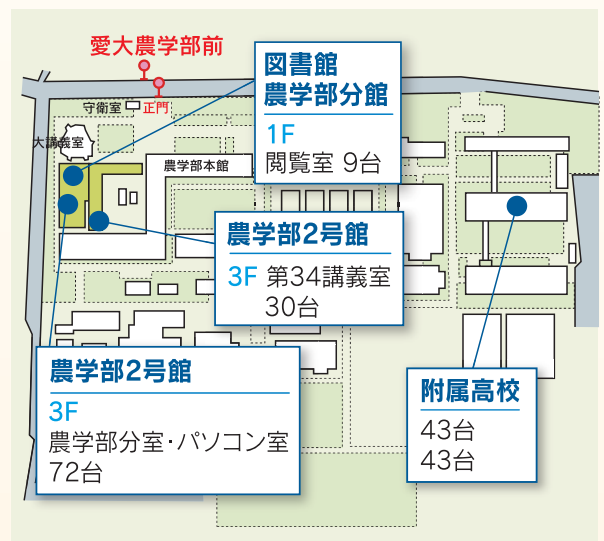 愛大農学部前
守衛室
正門
大講義室
農学部本館
図書館
農学部分館
1F
閲覧室 9台
農学部2号館
3F 第34講義室
30台
農学部2号館
3F
農学部分室・パソコン室
72台
附属高校
43台
43台